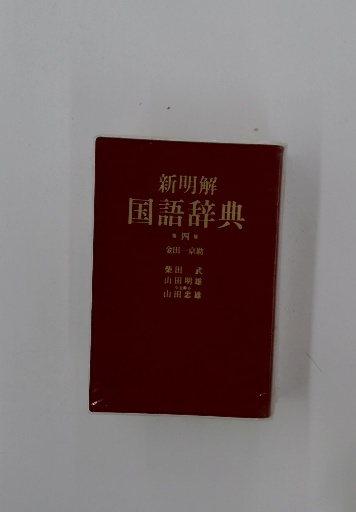 新明解
国語辞典
第四版
金田一京助
柴田 武
山田明雄
山田忠雄